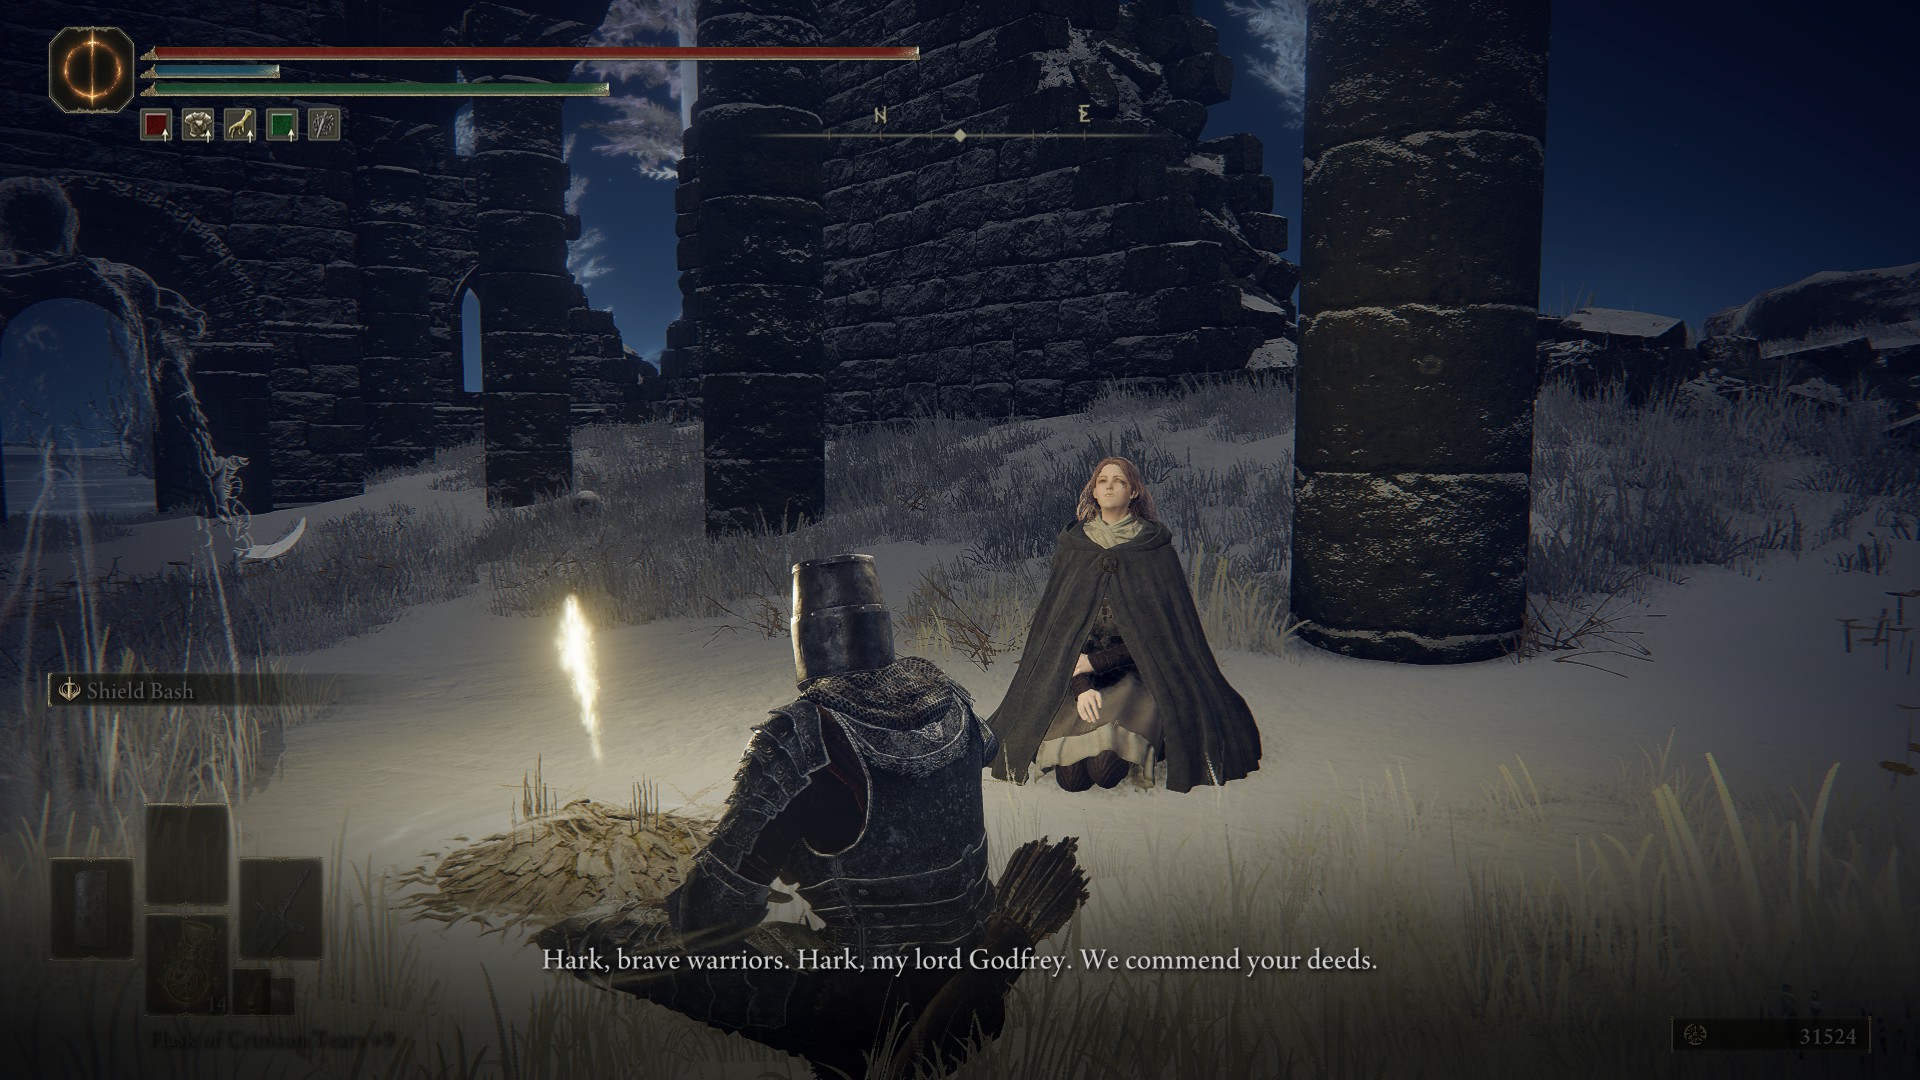 N
E
Shield Bash
Hark, brave warriors. Hark, my lord Godfrey. We commend your deeds.
14
Flask of Crimson Tears +9
31524